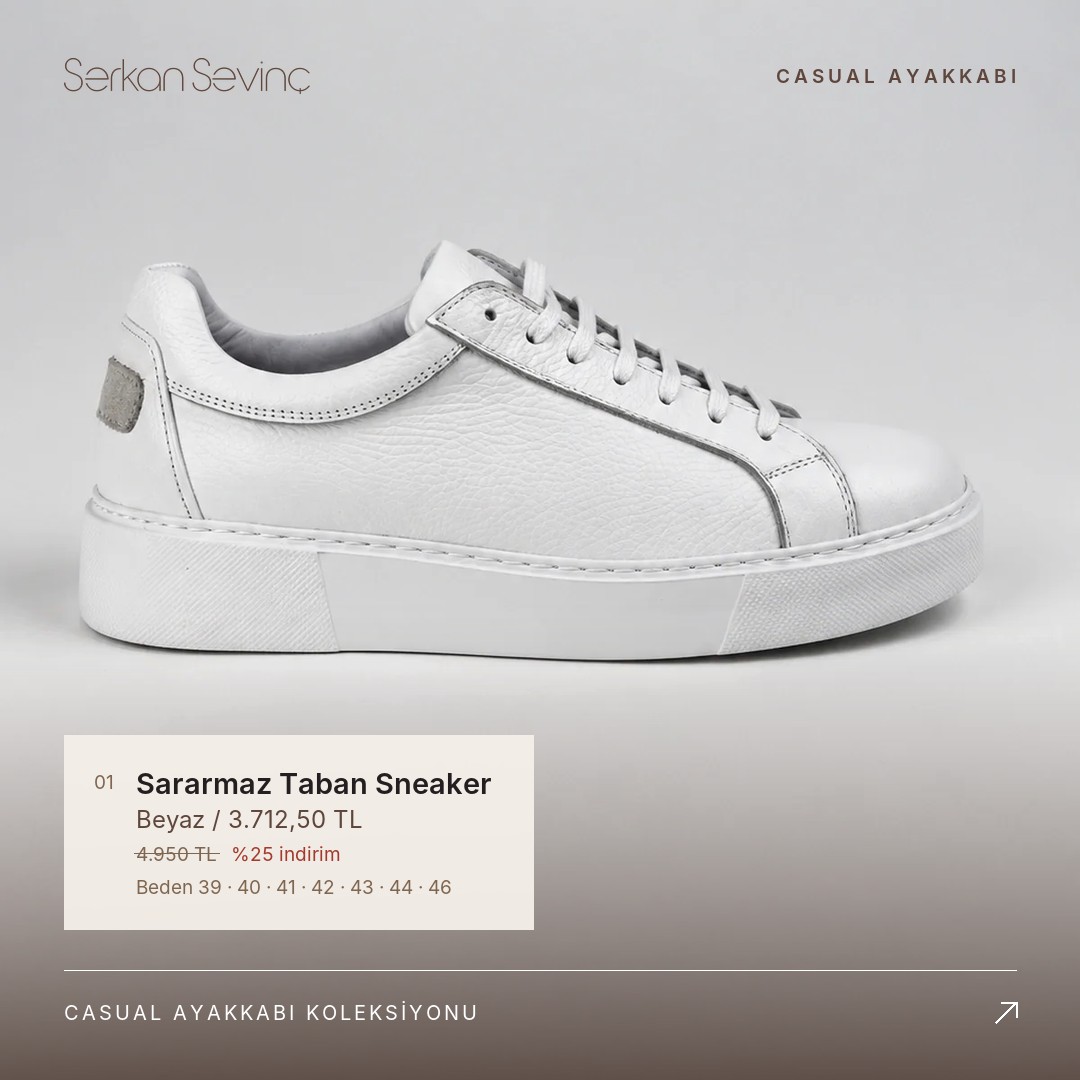 Serkan Sevinç
CASUAL AYAKKABI
01
Sararmaz Taban Sneaker
Beyaz / 3.712,50 TL
4.950 TL %25 indirim
Beden 39 · 40 · 41 · 42 · 43 · 44 · 46
CASUAL AYAKKABI KOLEKSİYONU